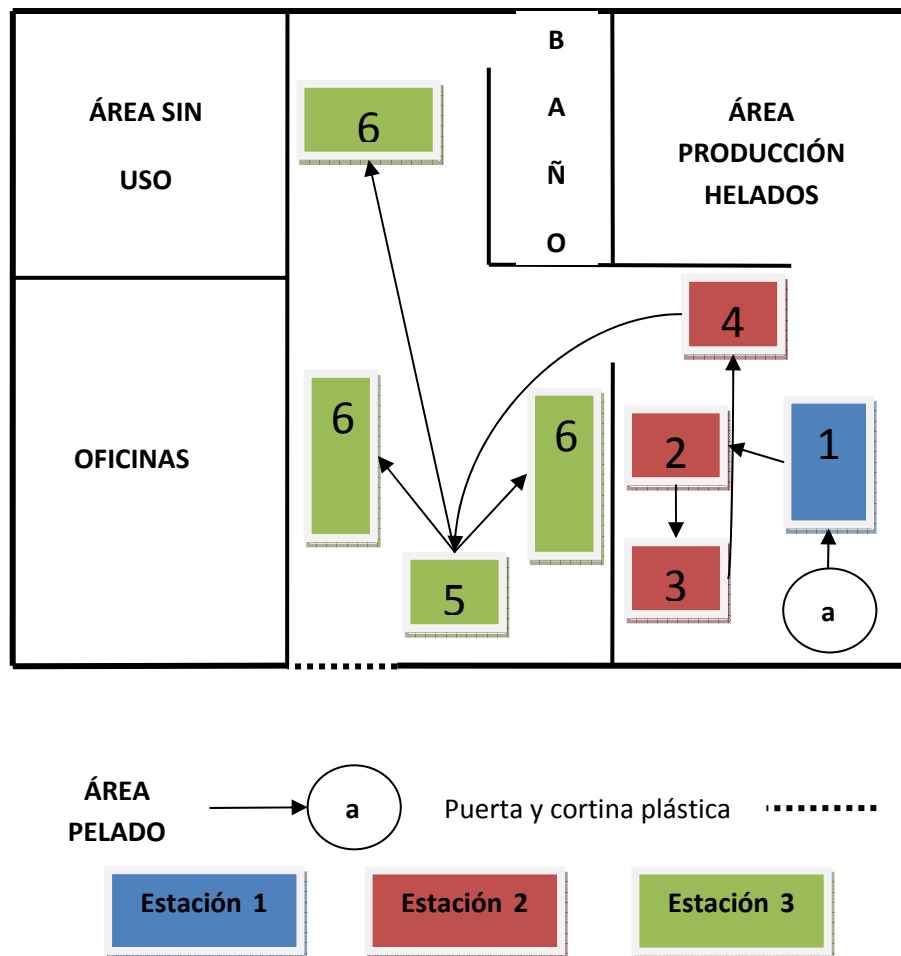 B
A
Ñ
O
ÁREA SIN
USO
6
ÁREA
PRODUCCIÓN
HELADOS
4
OFICINAS
6
6
2
1
5
3
a
ÁREA
PELADO
a
Puerta y cortina plástica
Estación 1
Estación 2
Estación 3